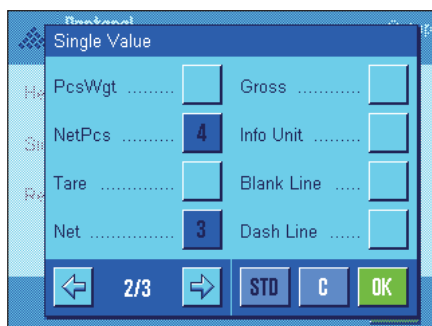 Single Value
PcsWgt ......... Gross ............
NetPcs ......... 4 Info Unit ........
Tare ............. Blank Line .....
Net ............... 3 Dash Line ......
2/3 STD C OK